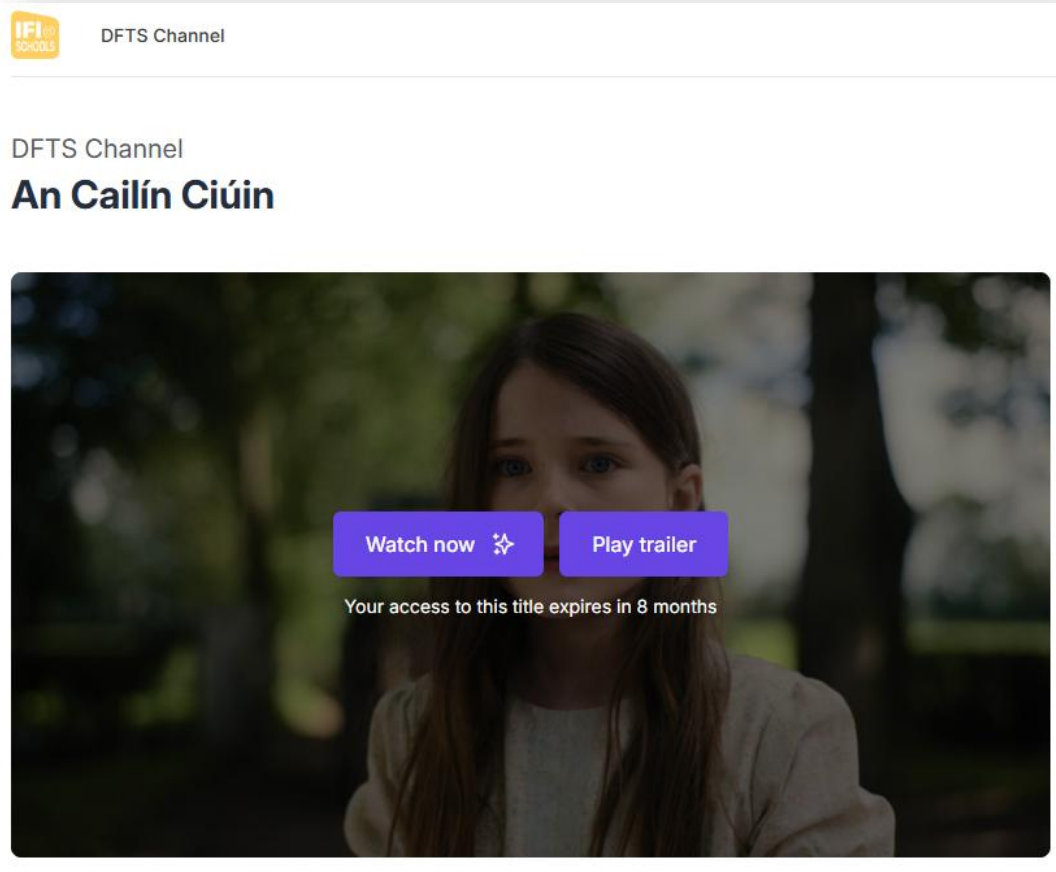 IFI@
SCHOOLS
DFTS Channel
DFTS Channel
An Cailín Ciúin
Watch now
Play trailer
Your access to this title expires in 8 months